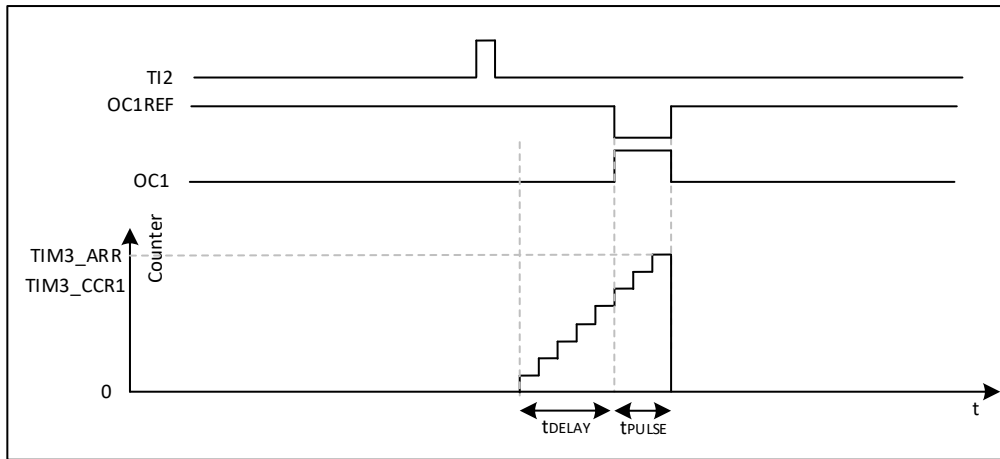 TI2
OC1REF
OC1
Counter
TIM3_ARR
TIM3_CCR1
0
t
tDELAY
tPULSE